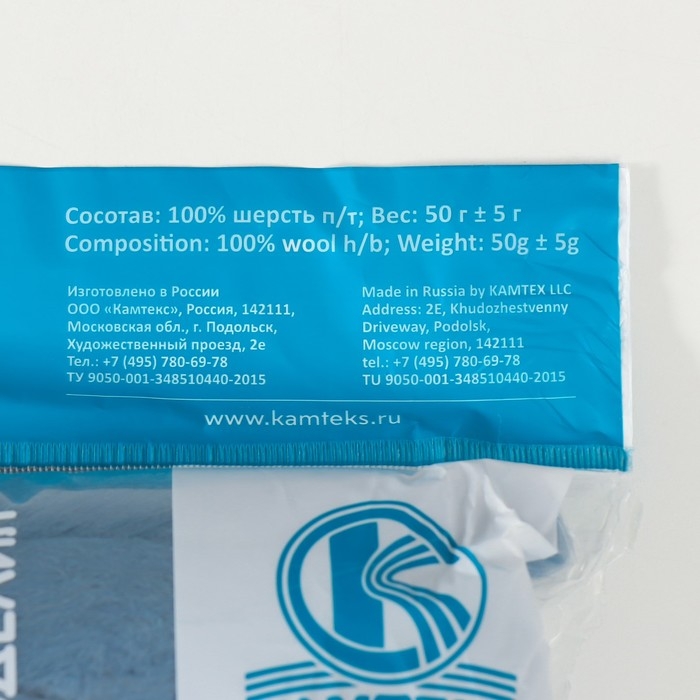 Сосотав: 100% шерсть п/т; Вес: 50 г ± 5 г
Composition: 100% wool h/b; Weight: 50g ± 5g
Изготовлено в России
ООО «Камтекс», Россия, 142111,
Московская обл., г. Подольск,
Художественный проезд, 2е
Тел.: +7 (495) 780-69-78
ТУ 9050-001-348510440-2015
Made in Russia by KAMTEX LLC
Address: 2E, Khudozhestvenny
Driveway, Podolsk,
Moscow region, 142111
tel.: +7 (495) 780-69-78
TU 9050-001-348510440-2015
www.kamteks.ru